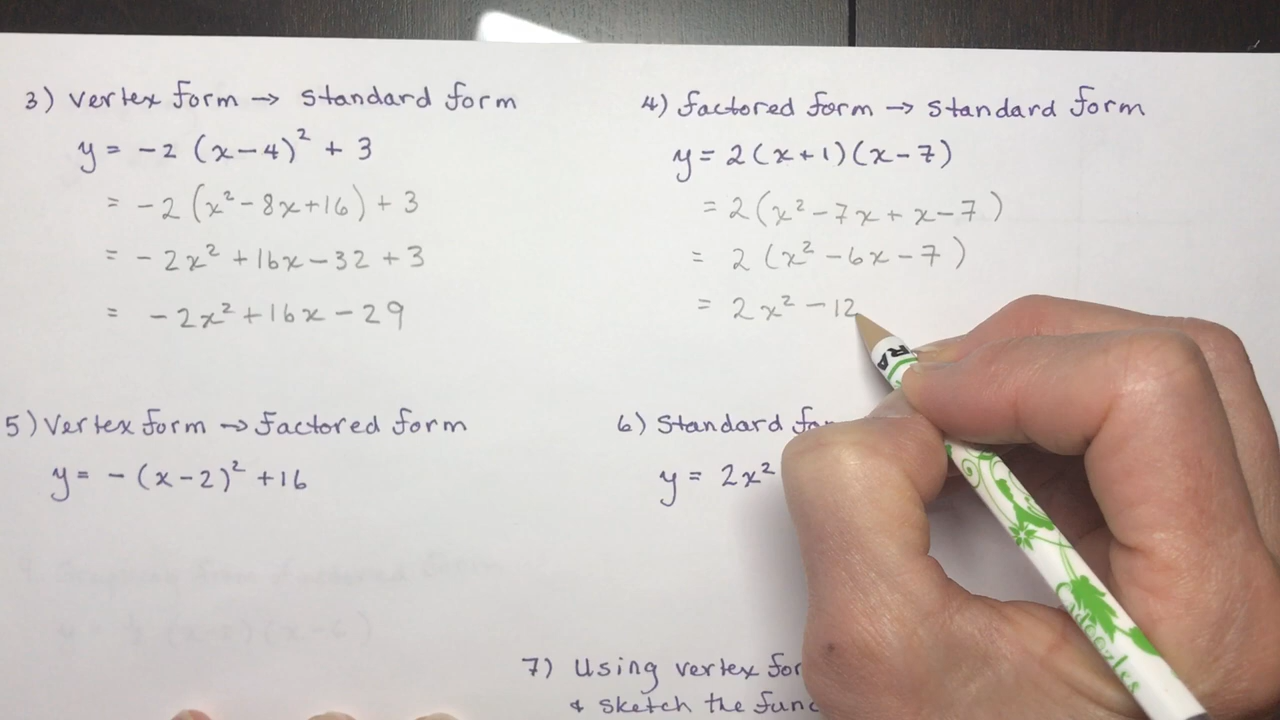 3) Vertex form → standard form
y = -2 (x-4)² + 3
= -2 (x² - 8x + 16) + 3
= -2x² + 16x - 32 + 3
= -2x² + 16x - 29
4) factored form → standard form
y = 2(x+1)(x-7)
= 2(x² - 7x + x - 7)
= 2 (x² - 6x - 7)
= 2x² - 12
5) Vertex form → factored form
y = -(x-2)² + 16
6) Standard
y = 2x²
7) Using vertex
& sketch the